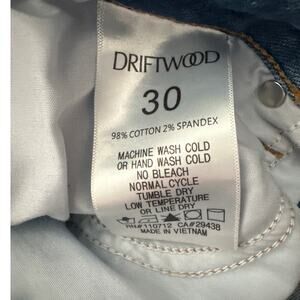 DRIFTWOOD
30
98% COTTON 2% SPANDEX
MACHINE WASH COLD
OR HAND WASH COLD
NO BLEACH
NORMAL CYCLE
TUMBLE DRY
LOW TEMPERATURE
OR LINE DRY
RN#110712 CA#29438
MADE IN VIETNAM